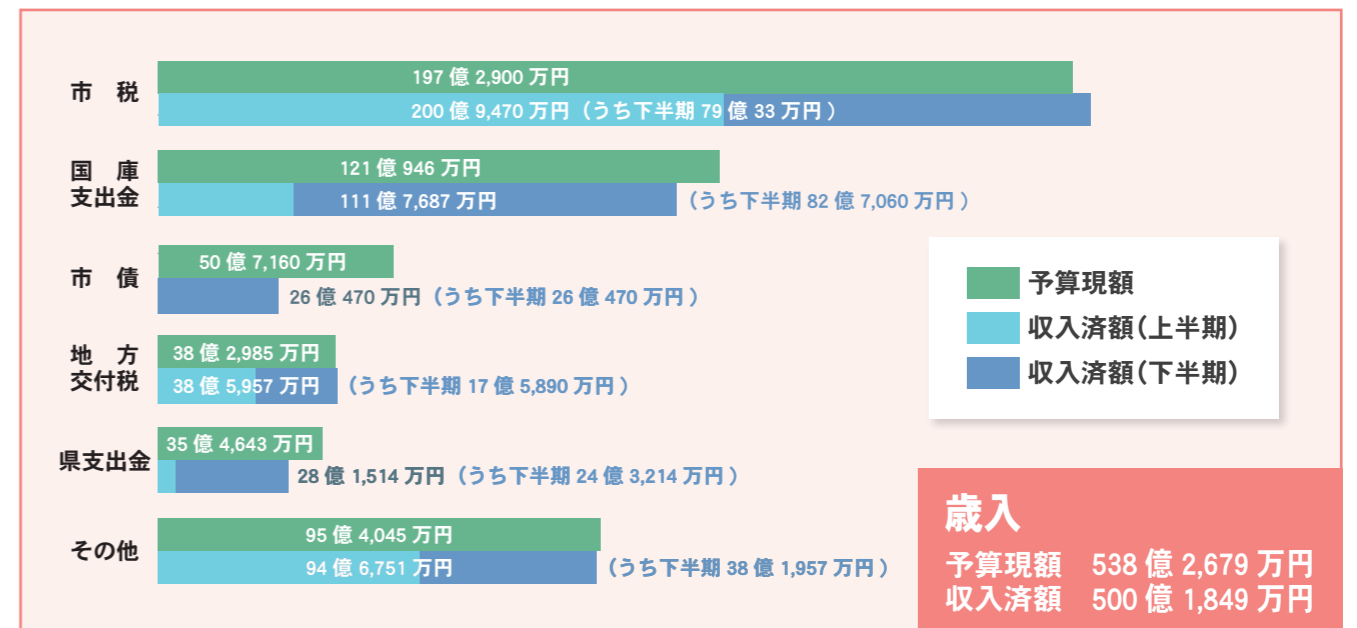 市 税
197 億 2,900 万円
200 億 9,470 万円（うち下半期 79 億 33 万円 ）
国 庫
支出金
121 億 946 万円
111 億 7,687 万円 （うち下半期 82 億 7,060 万円 ）
市 債
50 億 7,160 万円
26 億 470 万円（うち下半期 26 億 470 万円 ）
地 方
交付税
38 億 2,985 万円
38 億 5,957 万円 （うち下半期 17 億 5,890 万円 ）
県支出金
35 億 4,643 万円
28 億 1,514 万円（うち下半期 24 億 3,214 万円 ）
その他
95 億 4,045 万円
94 億 6,751 万円 （うち下半期 38 億 1,957 万円 ）
予算現額
収入済額（上半期）
収入済額（下半期）
歳入
予算現額 538 億 2,679 万円
収入済額 500 億 1,849 万円